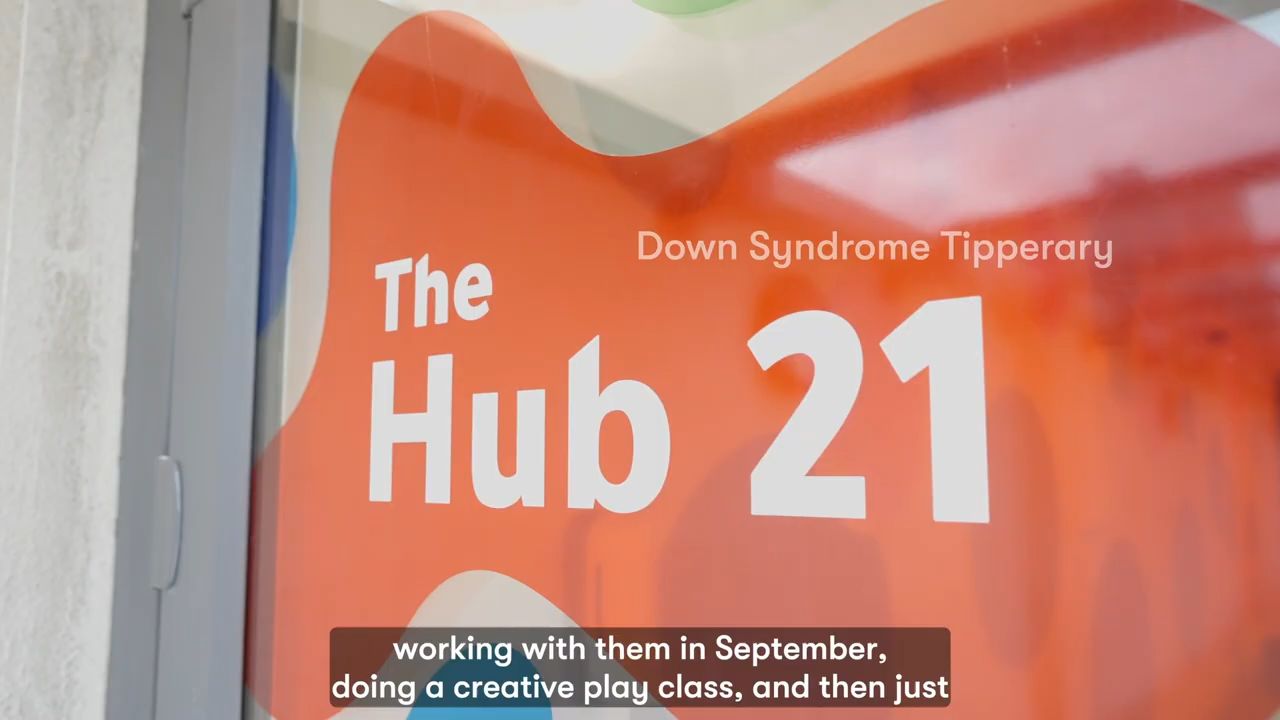 Down Syndrome Tipperary
The
Hub 21
working with them in September,
doing a creative play class, and then just